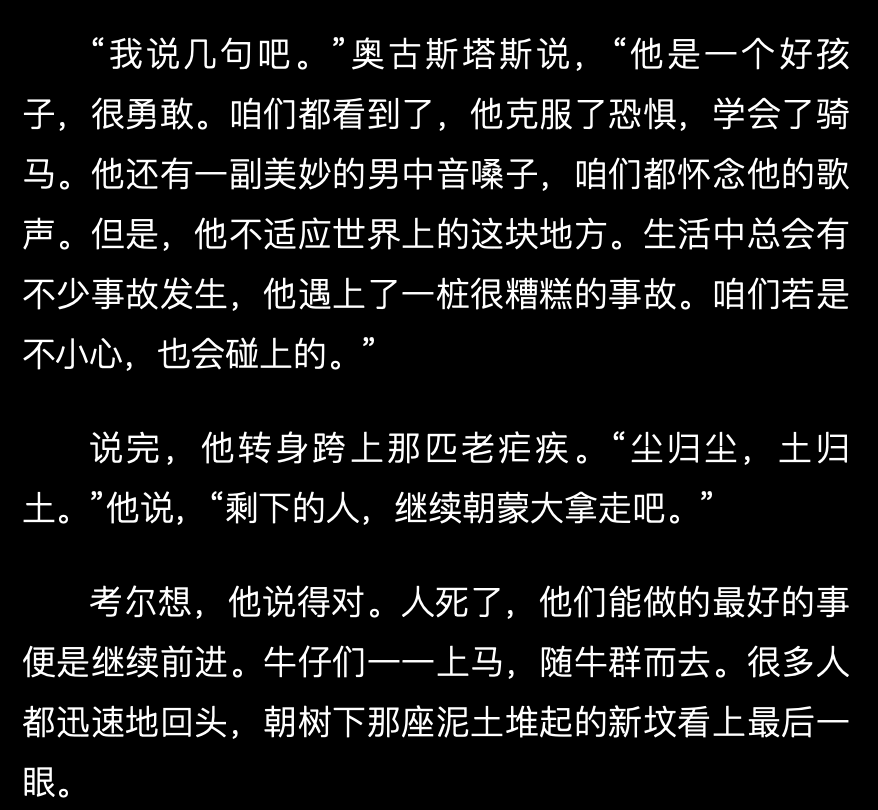 “我说几句吧。”奥古斯塔斯说，“他是一个好孩
子，很勇敢。咱们都看到了，他克服了恐惧，学会了骑
马。他还有一副美妙的男中音嗓子，咱们都怀念他的歌
声。但是，他不适应世界上的这块地方。生活中总会有
不少事故发生，他遇上了一桩很糟糕的事故。咱们若是
不小心，也会碰上的。”
说完，他转身跨上那匹老疟疾。“尘归尘，土归
土。”他说，“剩下的人，继续朝蒙大拿走吧。”
考尔想，他说得对。人死了，他们能做的最好的事
便是继续前进。牛仔们一一上马，随牛群而去。很多人
都迅速地回头，朝树下那座泥土堆起的新坟看上最后一
眼。